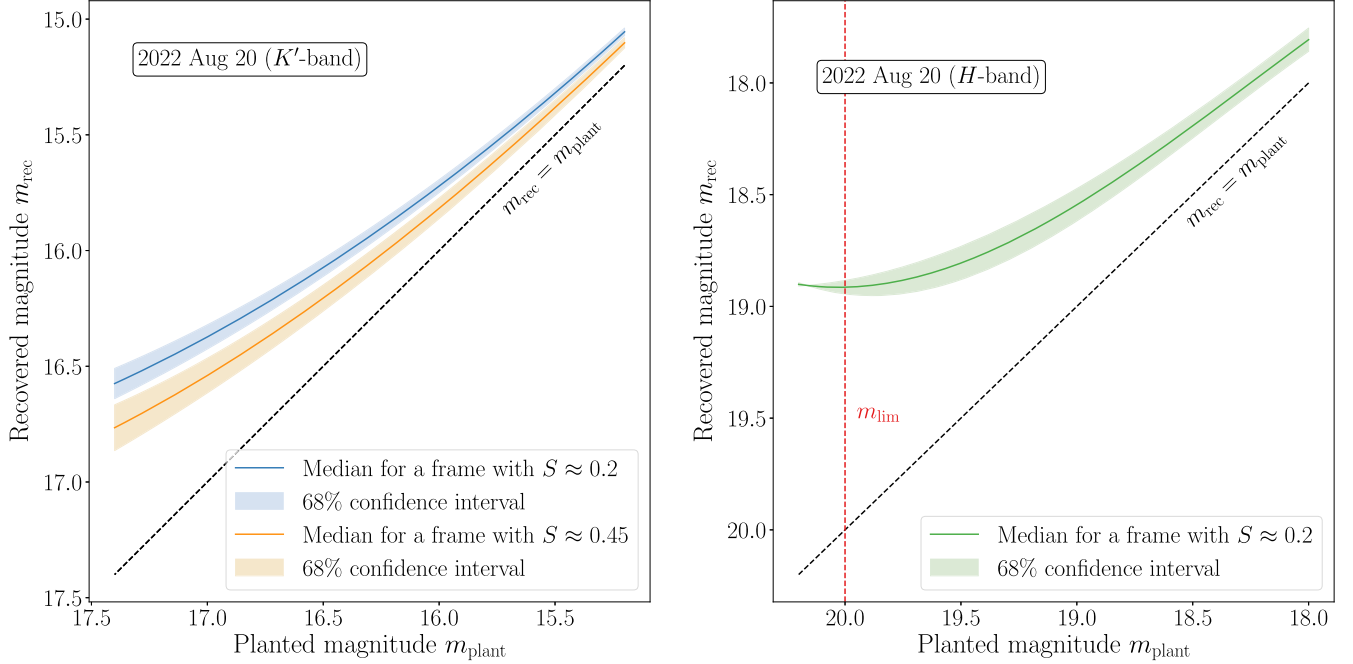 2022 Aug 20 (K′-band)
m_rec = m_plant
Recovered magnitude m_rec
15.0
15.5
16.0
16.5
17.0
17.5
Median for a frame with S ≈ 0.2
68% confidence interval
Median for a frame with S ≈ 0.45
68% confidence interval
17.5 17.0 16.5 16.0 15.5
Planted magnitude m_plant
2022 Aug 20 (H-band)
m_rec = m_plant
Recovered magnitude m_rec
18.0
18.5
19.0
19.5
20.0
m_lim
Median for a frame with S ≈ 0.2
68% confidence interval
20.0 19.5 19.0 18.5 18.0
Planted magnitude m_plant